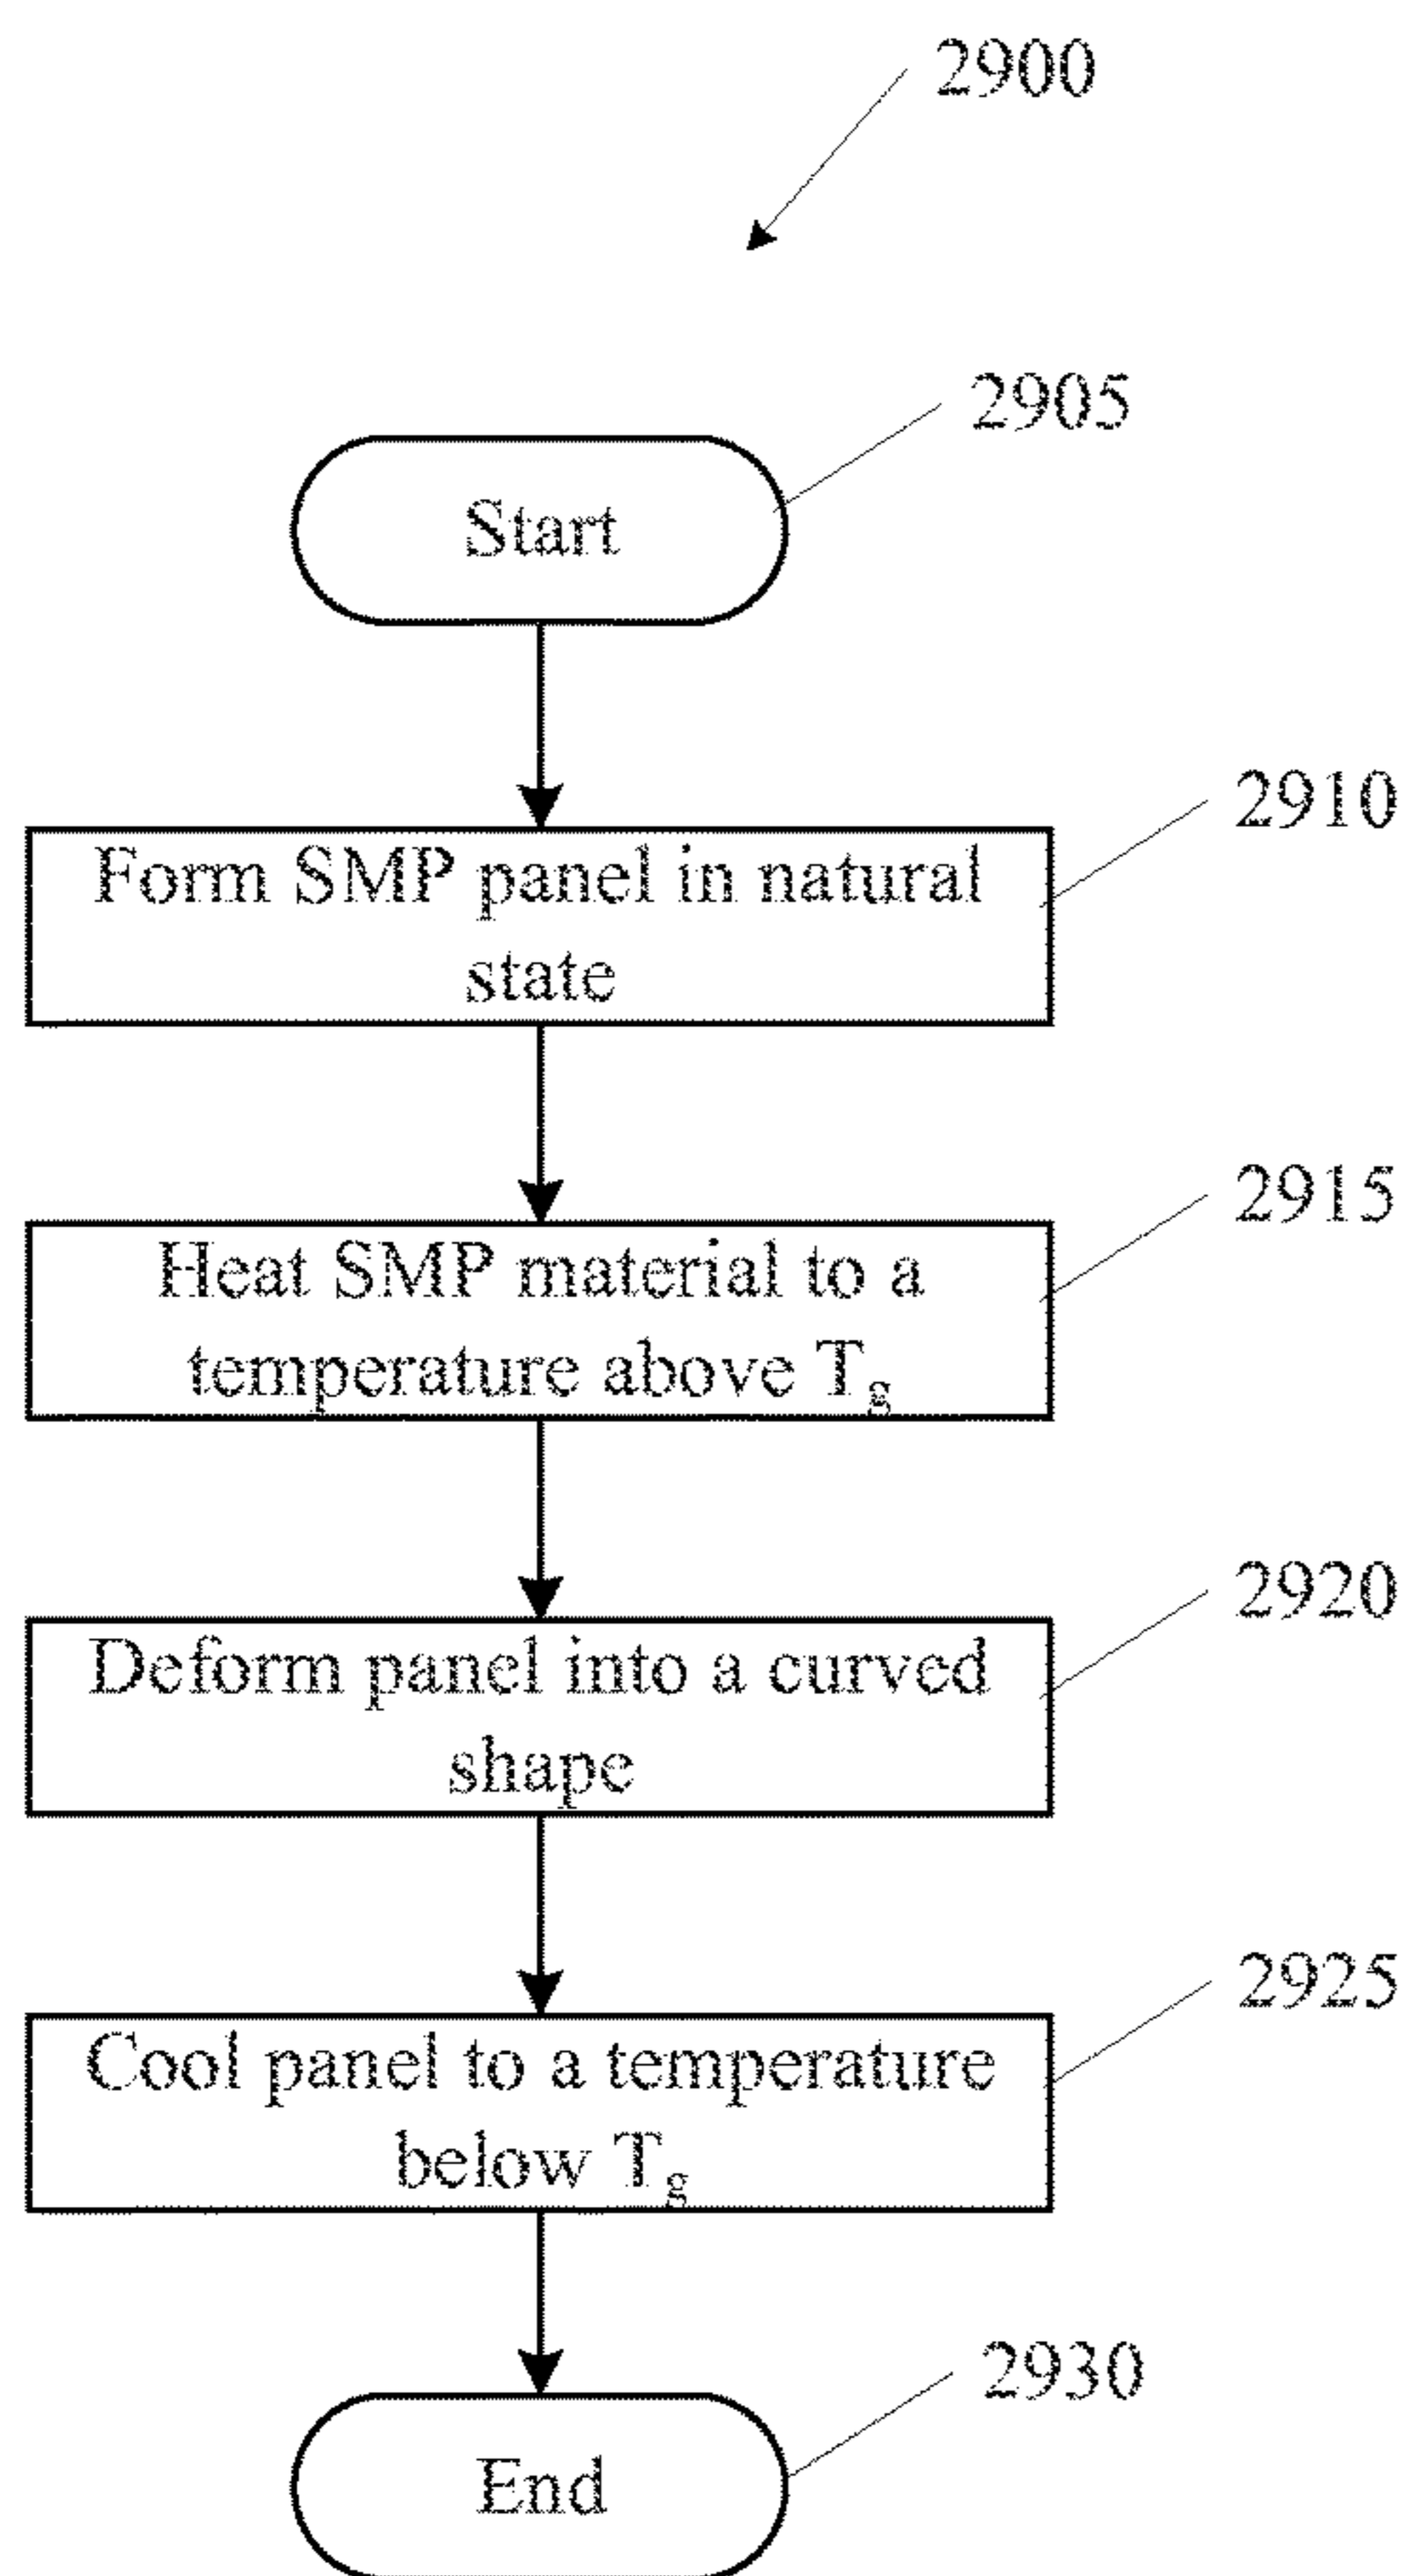 2900
2905
Start
2910
Form SMP panel in natural
state
2915
Heat SMP material to a
temperature above Tg
2920
Deform panel into a curved
shape
2925
Cool panel to a temperature
below Tg
2930
End